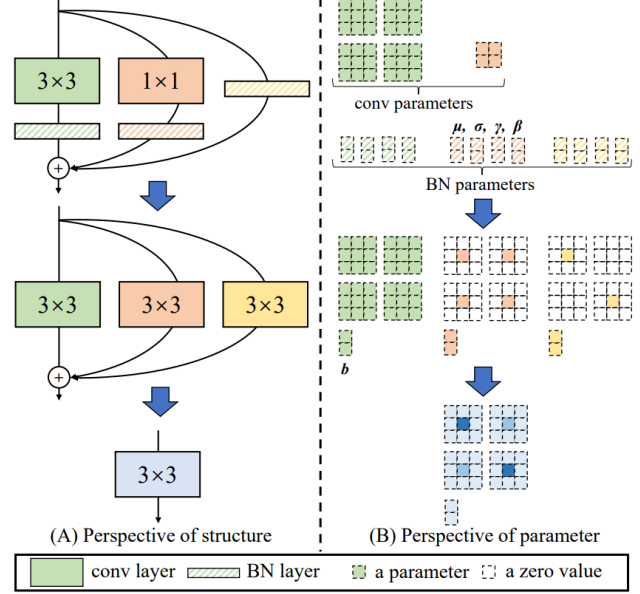 3×3
1×1
+
3×3
3×3
3×3
+
3×3
(A) Perspective of structure
conv parameters
μ, σ, γ, β
BN parameters
b
(B) Perspective of parameter
conv layer
BN layer
a parameter
a zero value